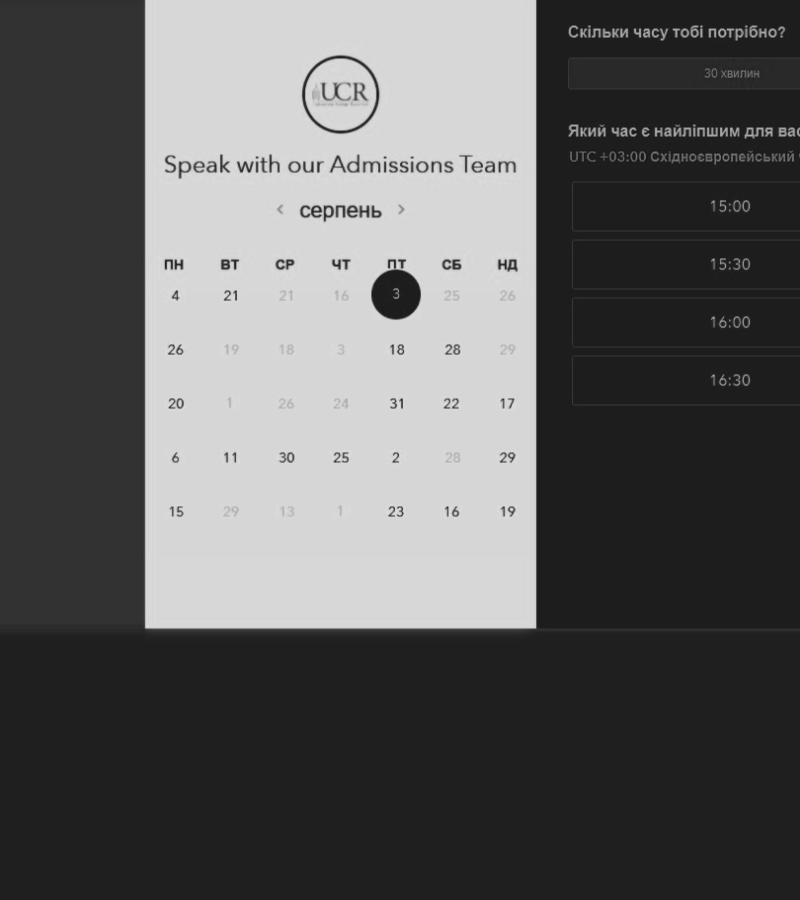 UCR
Speak with our Admissions Team
< серпень >
ПН ВТ СР ЧТ ПТ СБ НД
4 21 21 16 3 25 26
26 19 18 3 18 28 29
20 1 26 24 31 22 17
6 11 30 25 2 28 29
15 29 13 1 23 16 19
Скільки часу тобі потрібно?
30 хвилин
Який час є найліпшим для вас
UTC +03:00 Східноєвропейський
15:00
15:30
16:00
16:30